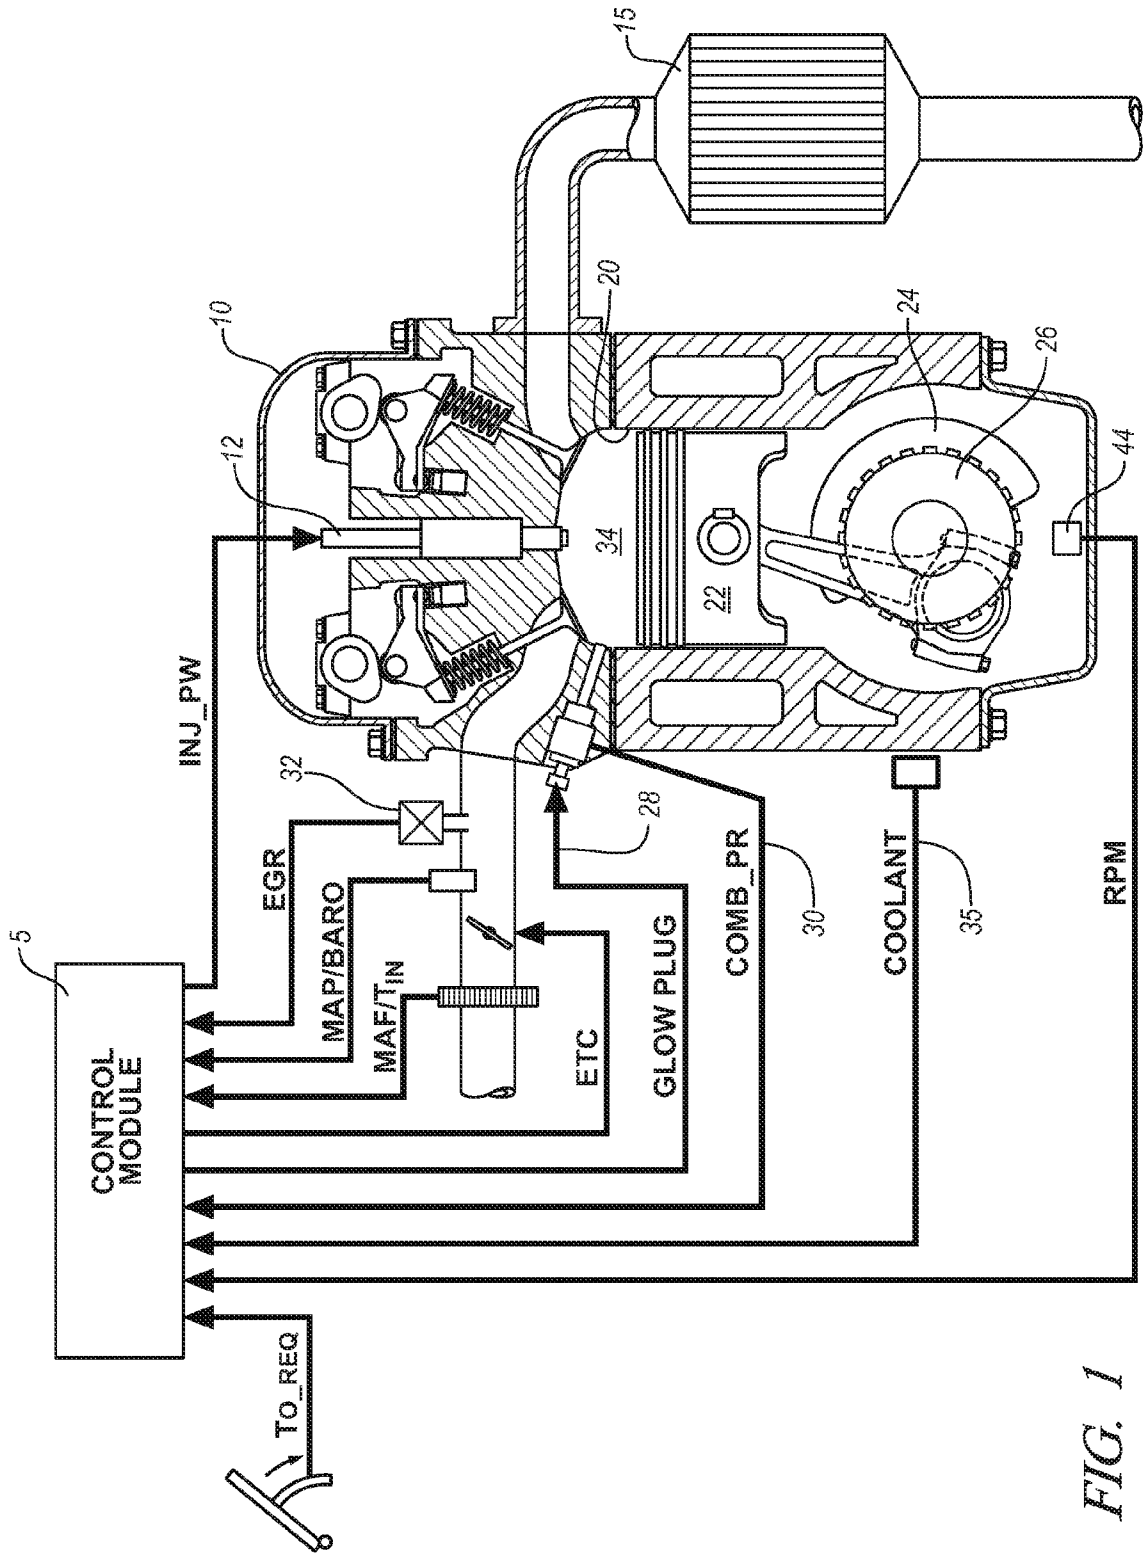 15
10
20
24
26
44
12
34
22
INJ_PW
32
EGR
5
MAP/BARO
MAF/TIN
ETC
GLOW PLUG
28
COMB_PR
30
COOLANT
35
RPM
CONTROL
MODULE
To_REQ
FIG. 1